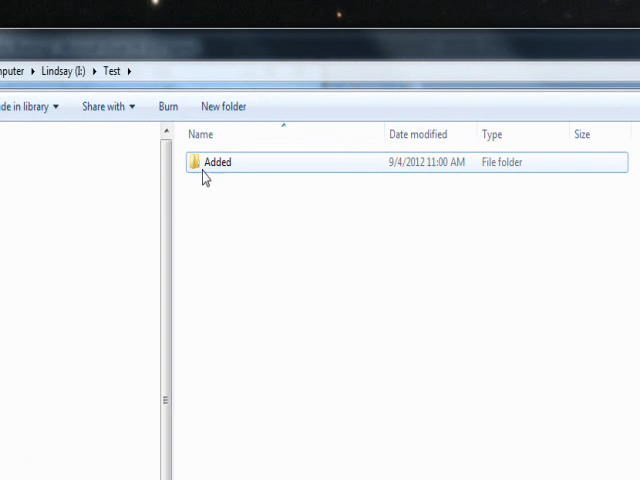 mputer ▸ Lindsay (I:) ▸ Test ▸
de in library ▾ Share with ▾ Burn New folder
Name Date modified Type Size
Added 9/4/2012 11:00 AM File folder